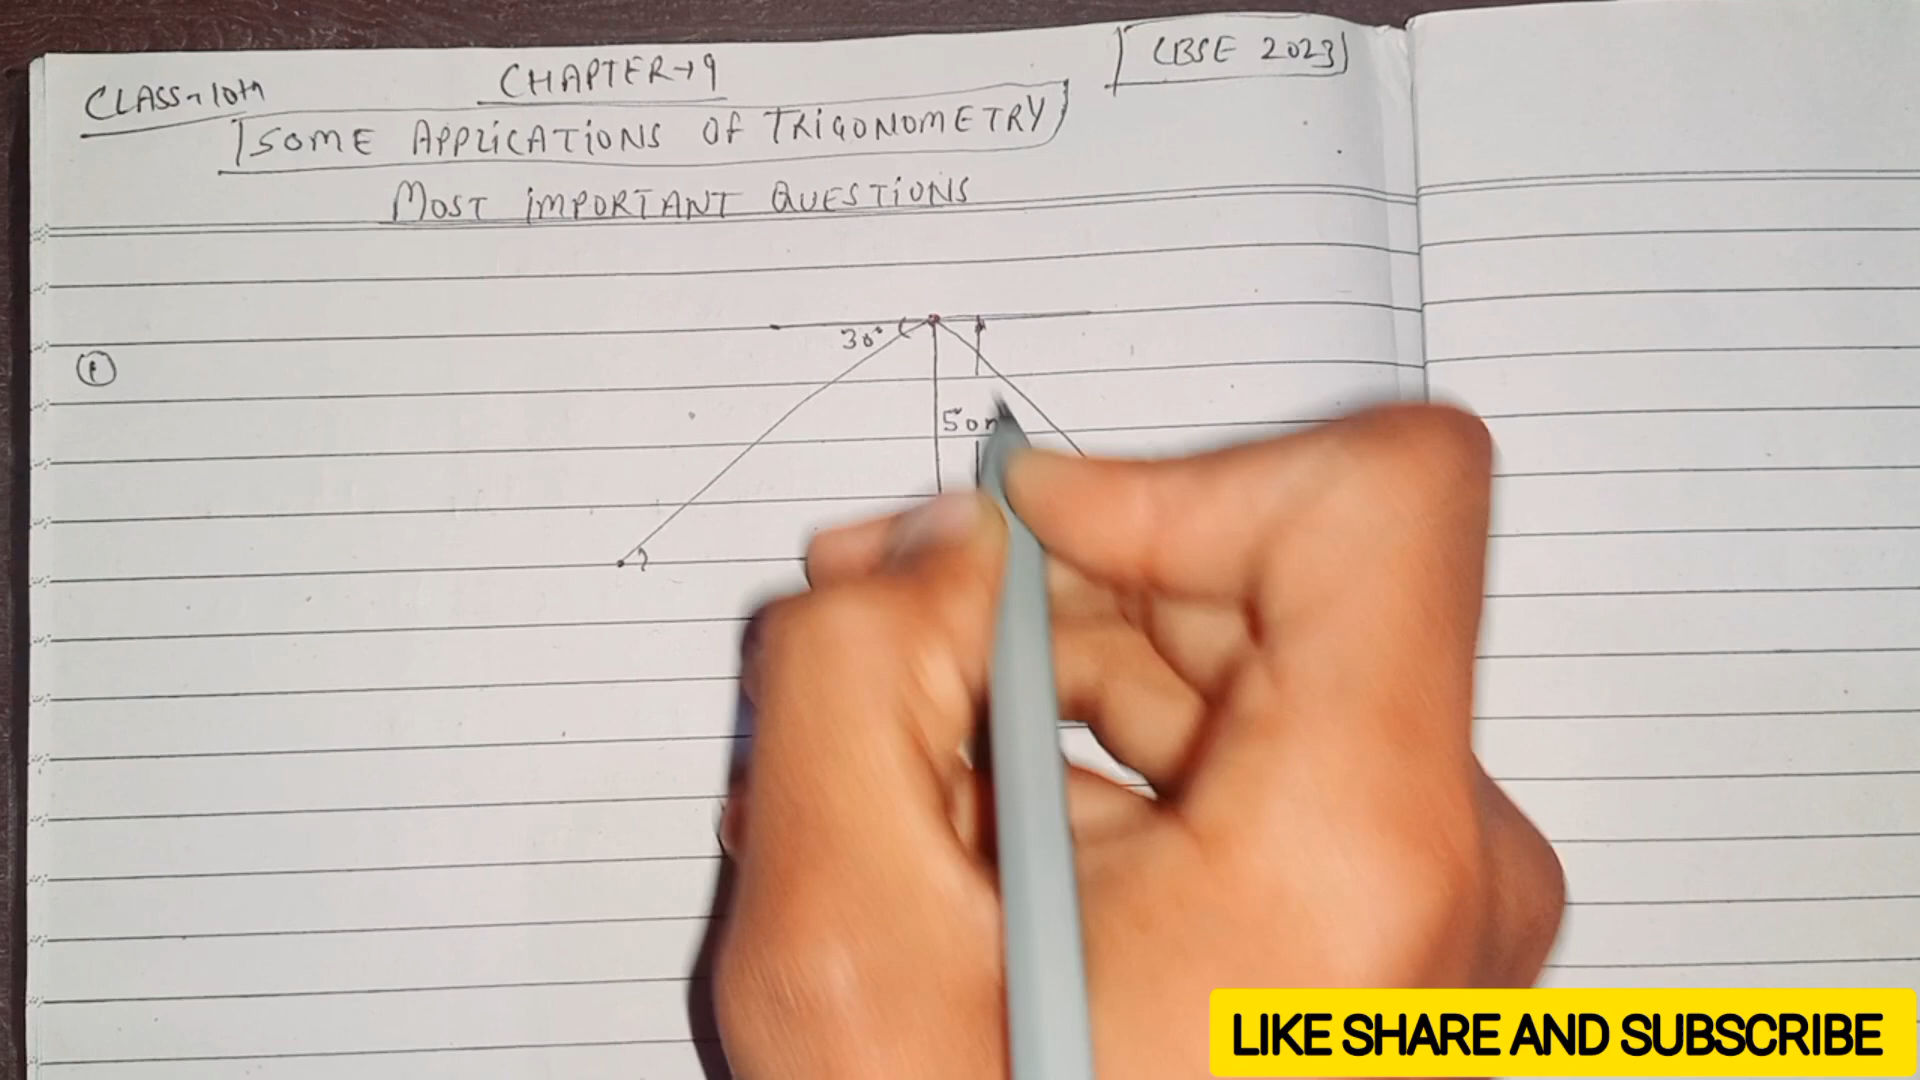 CLASS→10th
CHAPTER→9
CBSE 2023
SOME APPLiCATiONS OF TRiGONOMETRY
MOST iMPORTANT QUESTiONS
30°
1
50m
LIKE SHARE AND SUBSCRIBE